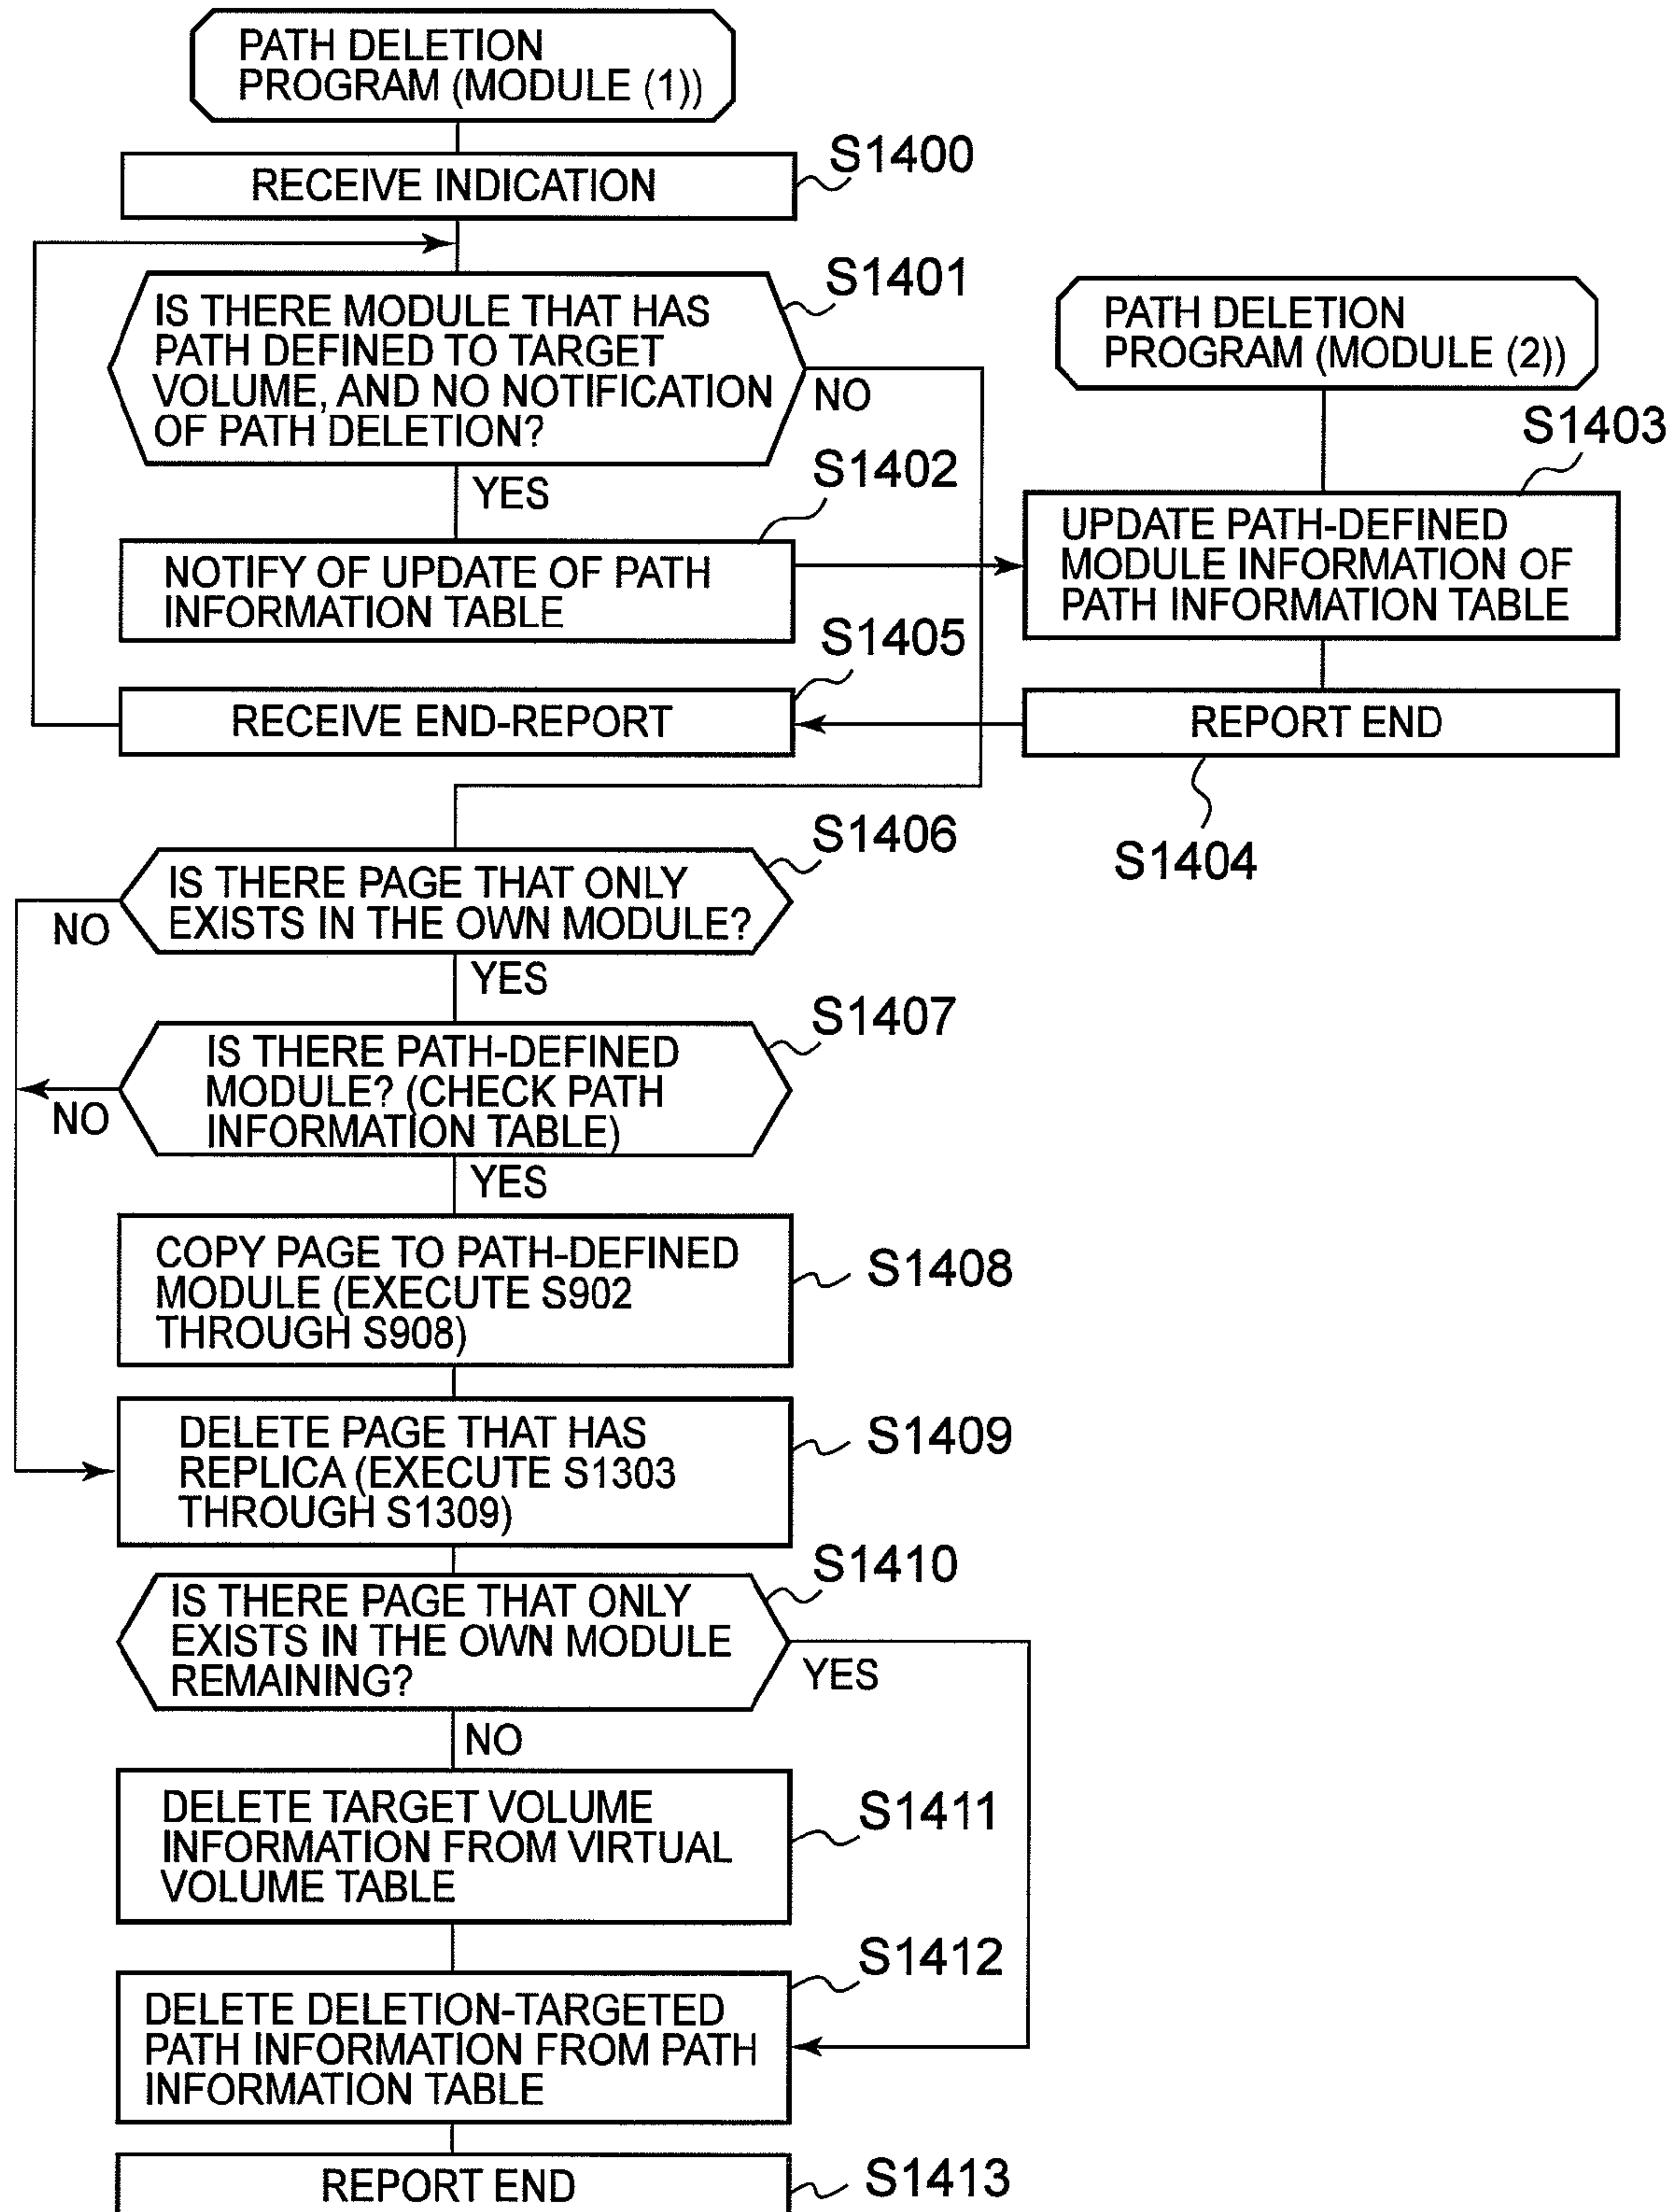 PATH DELETION
PROGRAM (MODULE (1))
S1400
RECEIVE INDICATION
S1401
IS THERE MODULE THAT HAS
PATH DEFINED TO TARGET
VOLUME, AND NO NOTIFICATION
OF PATH DELETION?
NO
YES
PATH DELETION
PROGRAM (MODULE (2))
S1403
S1402
NOTIFY OF UPDATE OF PATH
INFORMATION TABLE
UPDATE PATH-DEFINED
MODULE INFORMATION OF
PATH INFORMATION TABLE
S1405
RECEIVE END-REPORT
REPORT END
S1404
S1406
IS THERE PAGE THAT ONLY
EXISTS IN THE OWN MODULE?
NO
YES
S1407
IS THERE PATH-DEFINED
MODULE? (CHECK PATH
INFORMATION TABLE)
NO
YES
COPY PAGE TO PATH-DEFINED
MODULE (EXECUTE S902
THROUGH S908)
S1408
DELETE PAGE THAT HAS
REPLICA (EXECUTE S1303
THROUGH S1309)
S1409
S1410
IS THERE PAGE THAT ONLY
EXISTS IN THE OWN MODULE
REMAINING?
YES
NO
DELETE TARGET VOLUME
INFORMATION FROM VIRTUAL
VOLUME TABLE
S1411
S1412
DELETE DELETION-TARGETED
PATH INFORMATION FROM PATH
INFORMATION TABLE
REPORT END
S1413